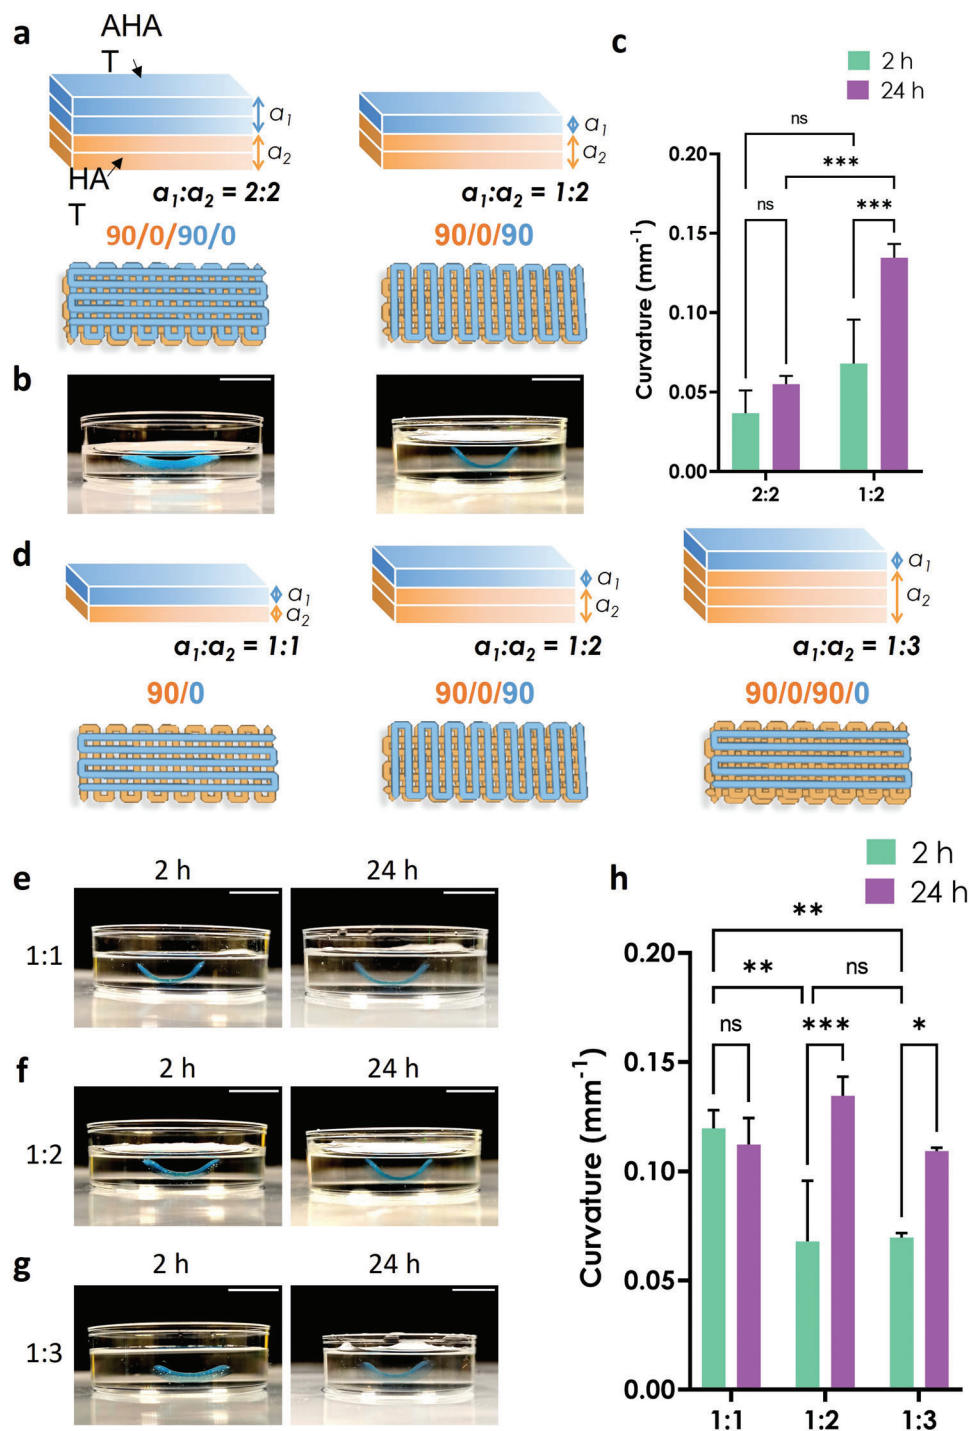 a
AHA
T
a1
a2
HA
T
a1:a2 = 2:2
90/0/90/0
a1
a2
a1:a2 = 1:2
90/0/90
b
c
2 h
24 h
ns
***
ns
***
0.20
0.15
0.10
0.05
0.00
Curvature (mm⁻¹)
2:2
1:2
d
a1
a2
a1:a2 = 1:1
90/0
a1
a2
a1:a2 = 1:2
90/0/90
a1
a2
a1:a2 = 1:3
90/0/90/0
e
2 h
24 h
1:1
f
2 h
24 h
1:2
g
2 h
24 h
1:3
h
2 h
24 h
**
**
ns
ns
***
*
0.20
0.15
0.10
0.05
0.00
Curvature (mm⁻¹)
1:1
1:2
1:3